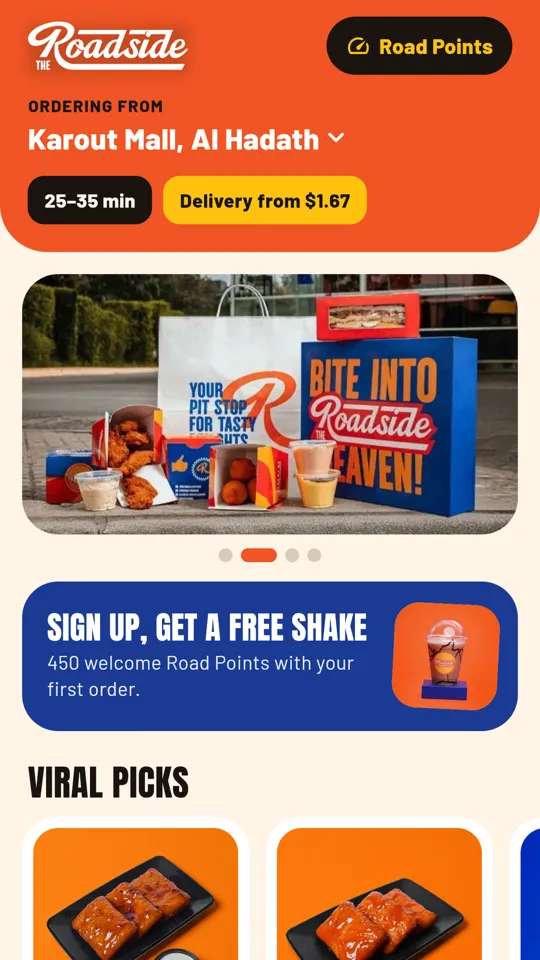 THE Roadside
Road Points
ORDERING FROM
Karout Mall, Al Hadath
25–35 min
Delivery from $1.67
YOUR
PIT STOP
FOR TASTY
R
BITE INTO
THE Roadside
HEAVEN!
SIGN UP, GET A FREE SHAKE
450 welcome Road Points with your
first order.
VIRAL PICKS